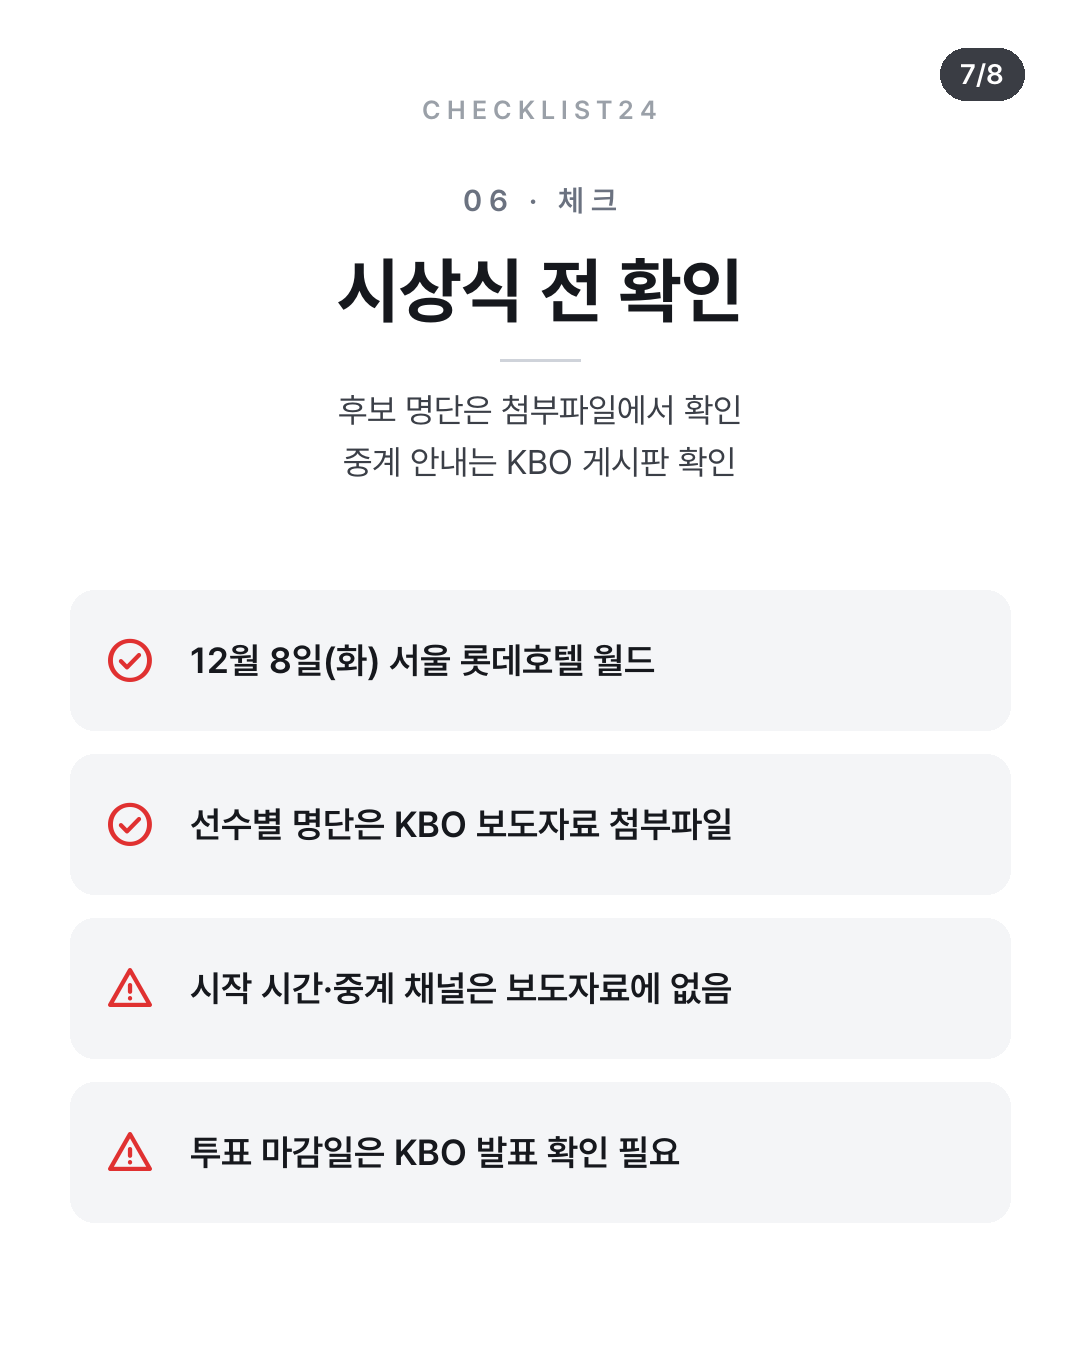 7/8
CHECKLIST24
06 · 체크
시상식 전 확인
후보 명단은 첨부파일에서 확인
중계 안내는 KBO 게시판 확인
12월 8일(화) 서울 롯데호텔 월드
선수별 명단은 KBO 보도자료 첨부파일
시작 시간·중계 채널은 보도자료에 없음
투표 마감일은 KBO 발표 확인 필요